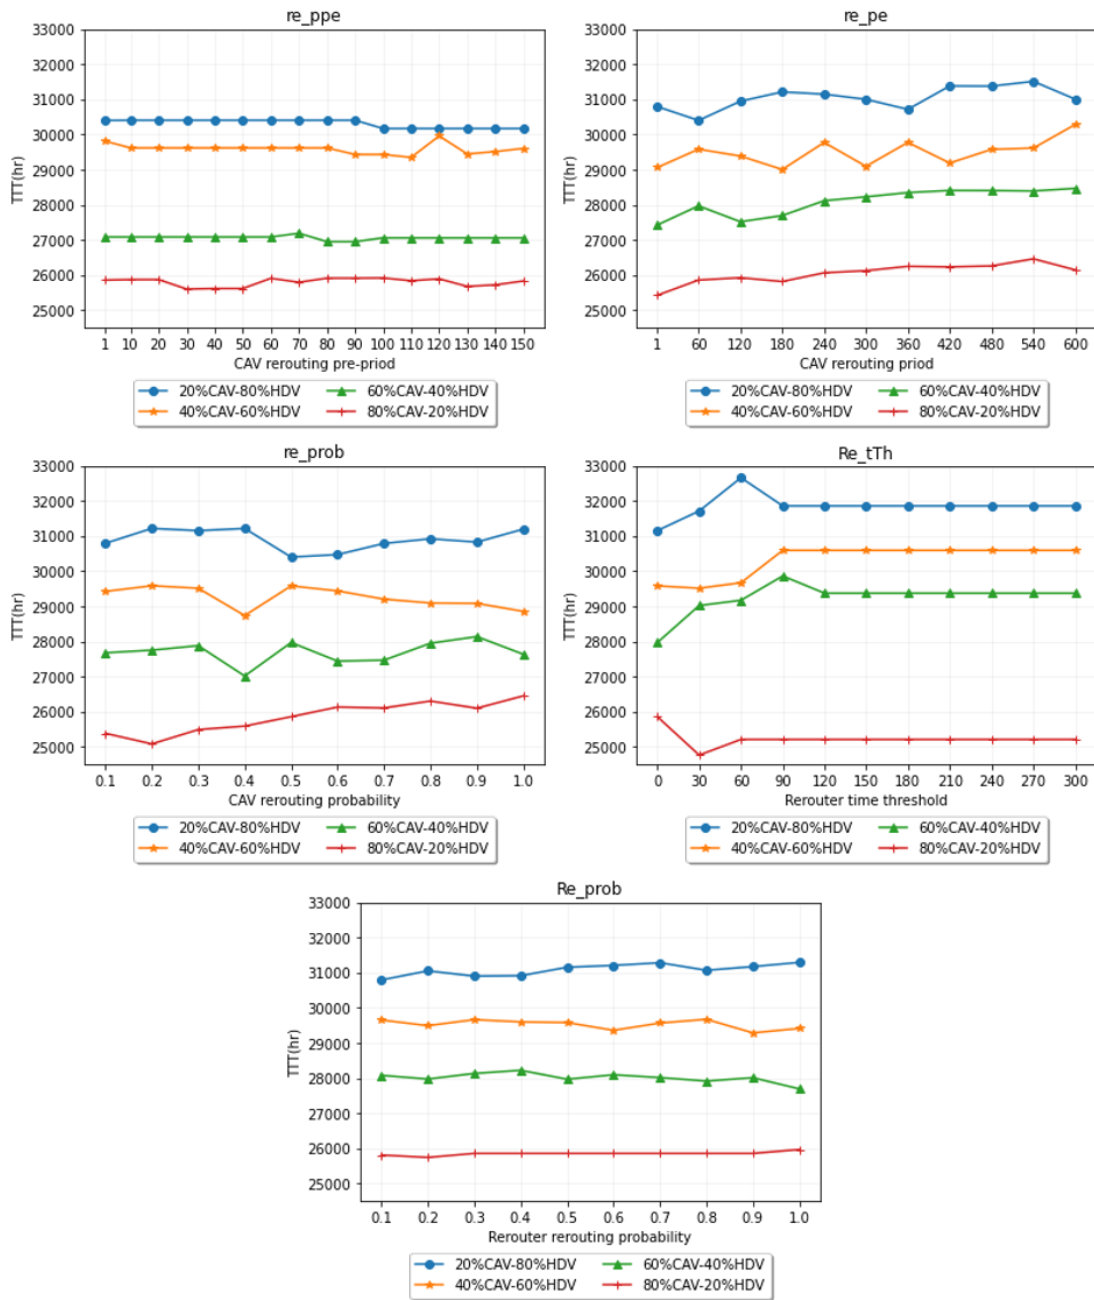 re_ppe
33000
32000
31000
30000
29000
28000
27000
26000
25000
TTT(hr)
1 10 20 30 40 50 60 70 80 90 100 110 120 130 140 150
CAV rerouting pre-priod
20%CAV-80%HDV 60%CAV-40%HDV
40%CAV-60%HDV 80%CAV-20%HDV
re_pe
33000
32000
31000
30000
29000
28000
27000
26000
25000
TTT(hr)
1 60 120 180 240 300 360 420 480 540 600
CAV rerouting priod
20%CAV-80%HDV 60%CAV-40%HDV
40%CAV-60%HDV 80%CAV-20%HDV
re_prob
33000
32000
31000
30000
29000
28000
27000
26000
25000
TTT(hr)
0.1 0.2 0.3 0.4 0.5 0.6 0.7 0.8 0.9 1.0
CAV rerouting probability
20%CAV-80%HDV 60%CAV-40%HDV
40%CAV-60%HDV 80%CAV-20%HDV
Re_tTh
33000
32000
31000
30000
29000
28000
27000
26000
25000
TTT(hr)
0 30 60 90 120 150 180 210 240 270 300
Rerouter time threshold
20%CAV-80%HDV 60%CAV-40%HDV
40%CAV-60%HDV 80%CAV-20%HDV
Re_prob
33000
32000
31000
30000
29000
28000
27000
26000
25000
TTT(hr)
0.1 0.2 0.3 0.4 0.5 0.6 0.7 0.8 0.9 1.0
Rerouter rerouting probability
20%CAV-80%HDV 60%CAV-40%HDV
40%CAV-60%HDV 80%CAV-20%HDV